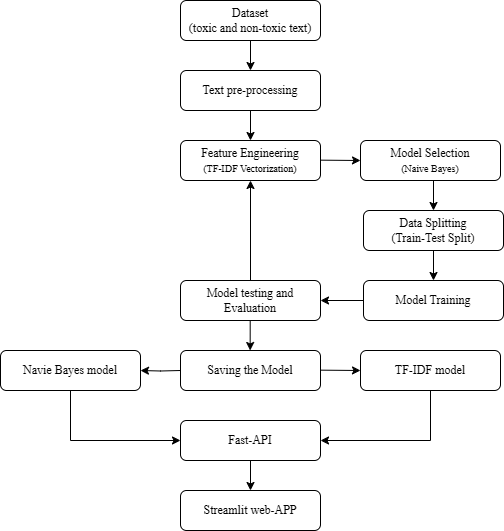 Dataset
(toxic and non-toxic text)
Text pre-processing
Feature Engineering
(TF-IDF Vectorization)
Model Selection
(Naive Bayes)
Data Splitting
(Train-Test Split)
Model testing and
Evaluation
Model Training
Navie Bayes model
Saving the Model
TF-IDF model
Fast-API
Streamlit web-APP